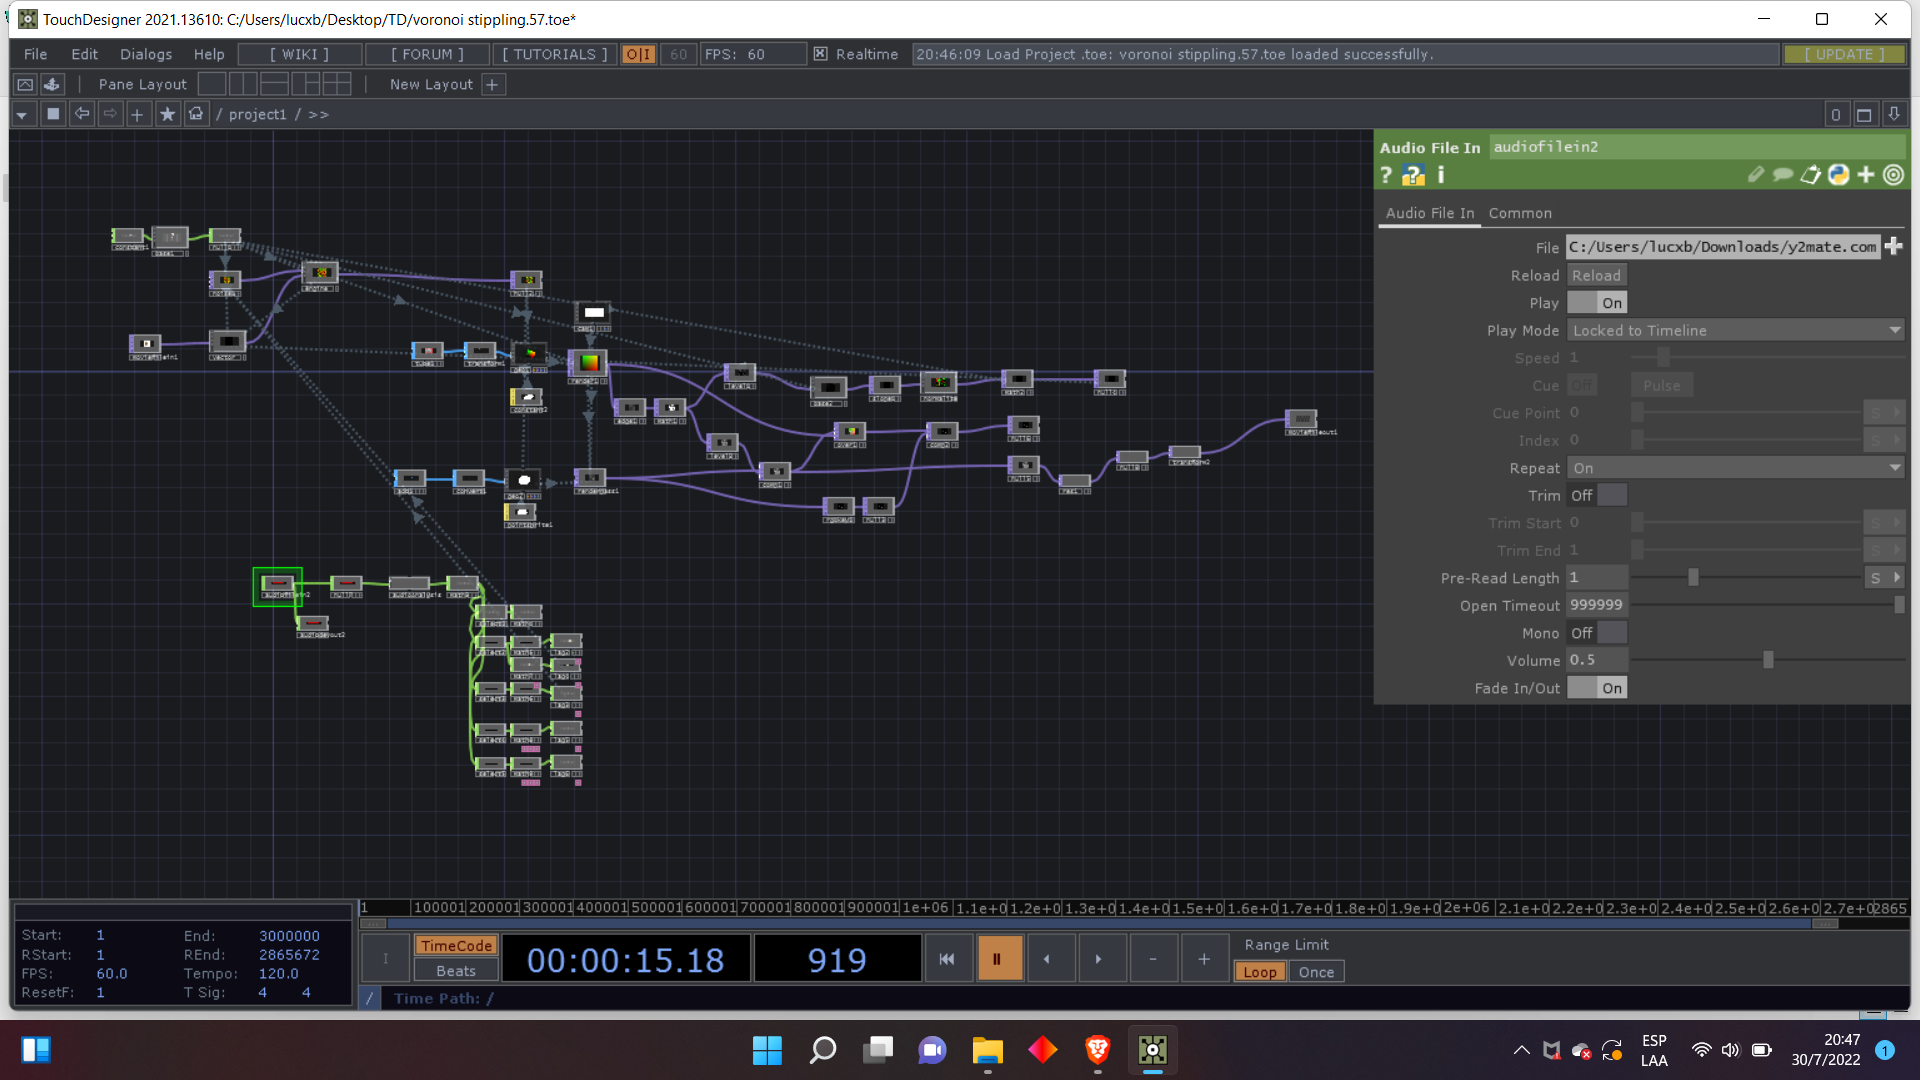 TouchDesigner 2021.13610: C:/Users/lucxb/Desktop/TD/voronoi stippling.57.toe*
File Edit Dialogs Help [ WIKI ] [ FORUM ] [ TUTORIALS ] O|I 60 FPS: 60 Realtime 20:46:09 Load Project .toe: voronoi stippling.57.toe loaded successfully. [ UPDATE ]
Pane Layout New Layout +
/ project1 / >> 0
Audio File In audiofilein2
? ? i
Audio File In Common
File C:/Users/lucxb/Downloads/y2mate.com
Reload Reload
Play On
Play Mode Locked to Timeline
Speed 1
Cue Off Pulse
Cue Point 0 S
Index 0 S
Repeat On
Trim Off
Trim Start 0 S
Trim End 1 S
Pre-Read Length 1 S
Open Timeout 999999
Mono Off
Volume 0.5
Fade In/Out On
1 100001 200001 300001 400001 500001 600001 700001 800001 900001 1e+06 1.1e+0 1.2e+0 1.3e+0 1.4e+0 1.5e+0 1.6e+0 1.7e+0 1.8e+0 1.9e+0 2e+06 2.1e+0 2.2e+0 2.3e+0 2.4e+0 2.5e+0 2.6e+0 2.7e+0 2865
Start: 1 End: 3000000
RStart: 1 REnd: 2865672
FPS: 60.0 Tempo: 120.0
ResetF: 1 T Sig: 4 4
I TimeCode Beats 00:00:15.18 919 - + Range Limit
Loop Once
/ Time Path: /
ESP
LAA
20:47
30/7/2022
1